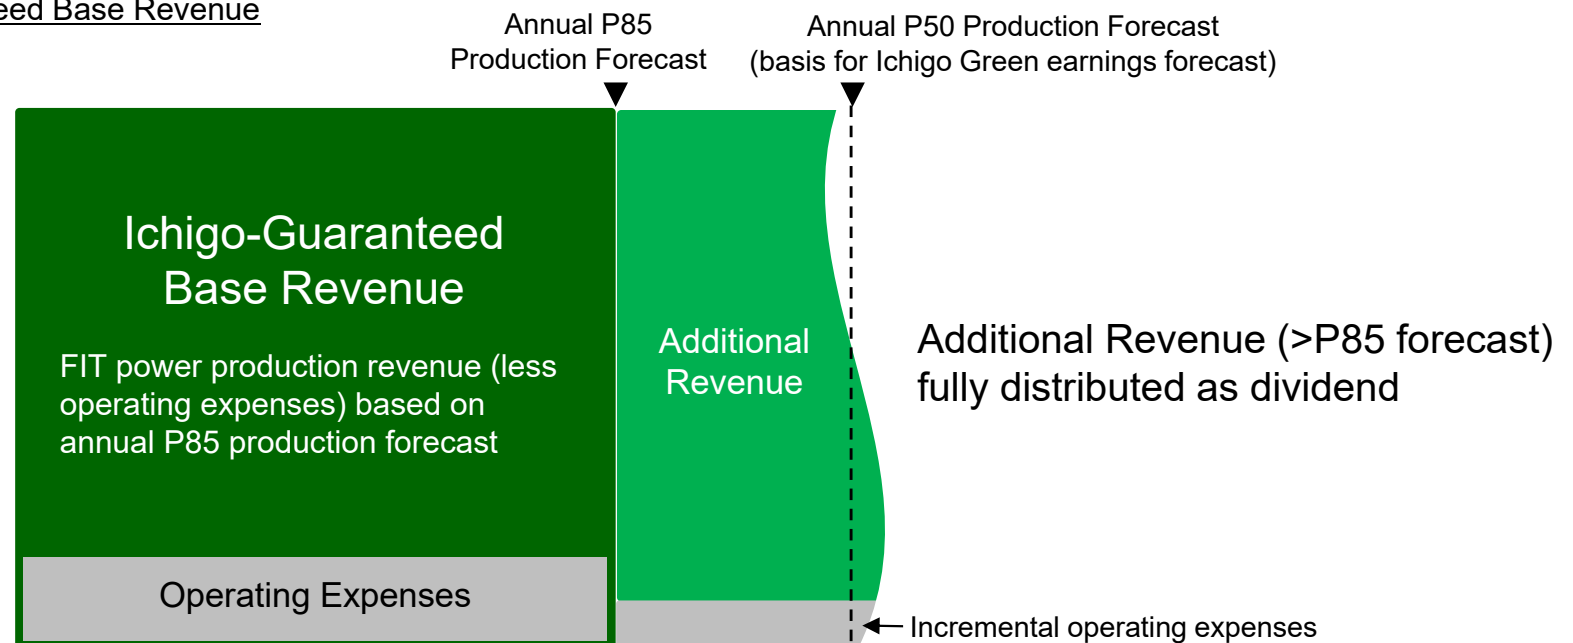 eed Base Revenue
Annual P85
Production Forecast
Annual P50 Production Forecast
(basis for Ichigo Green earnings forecast)
Ichigo-Guaranteed
Base Revenue
FIT power production revenue (less
operating expenses) based on
annual P85 production forecast
Additional
Revenue
Additional Revenue (>P85 forecast)
fully distributed as dividend
Operating Expenses
Incremental operating expenses